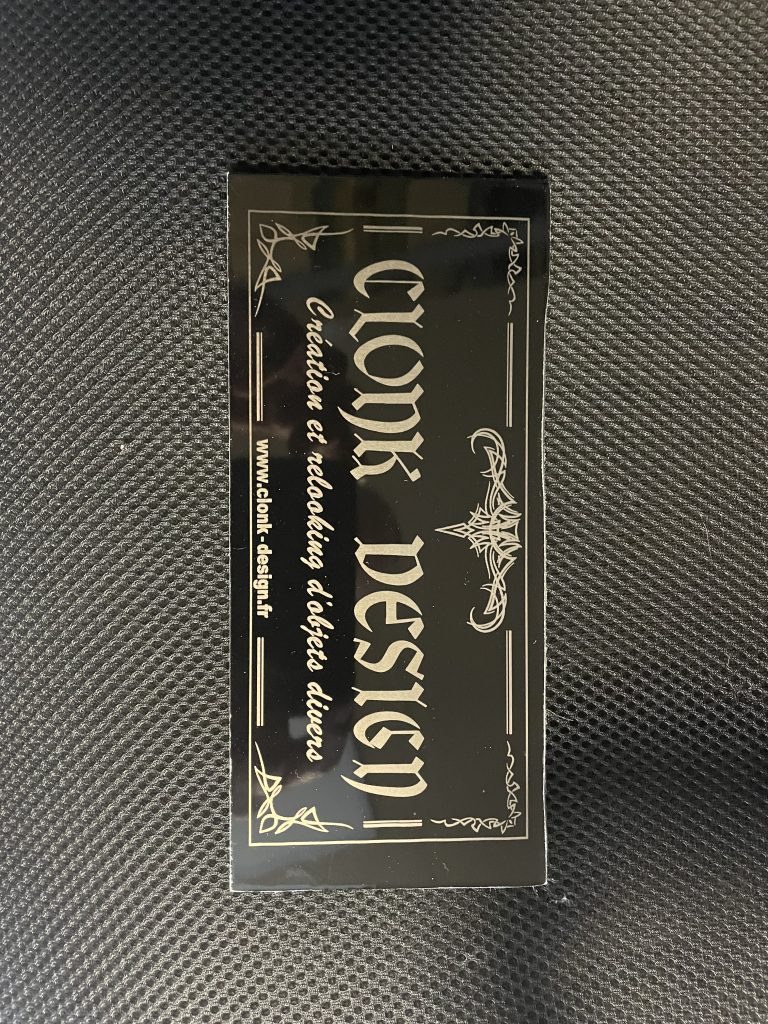 Clonk Design
Création et relooking d'objets divers
www.clonk-design.fr